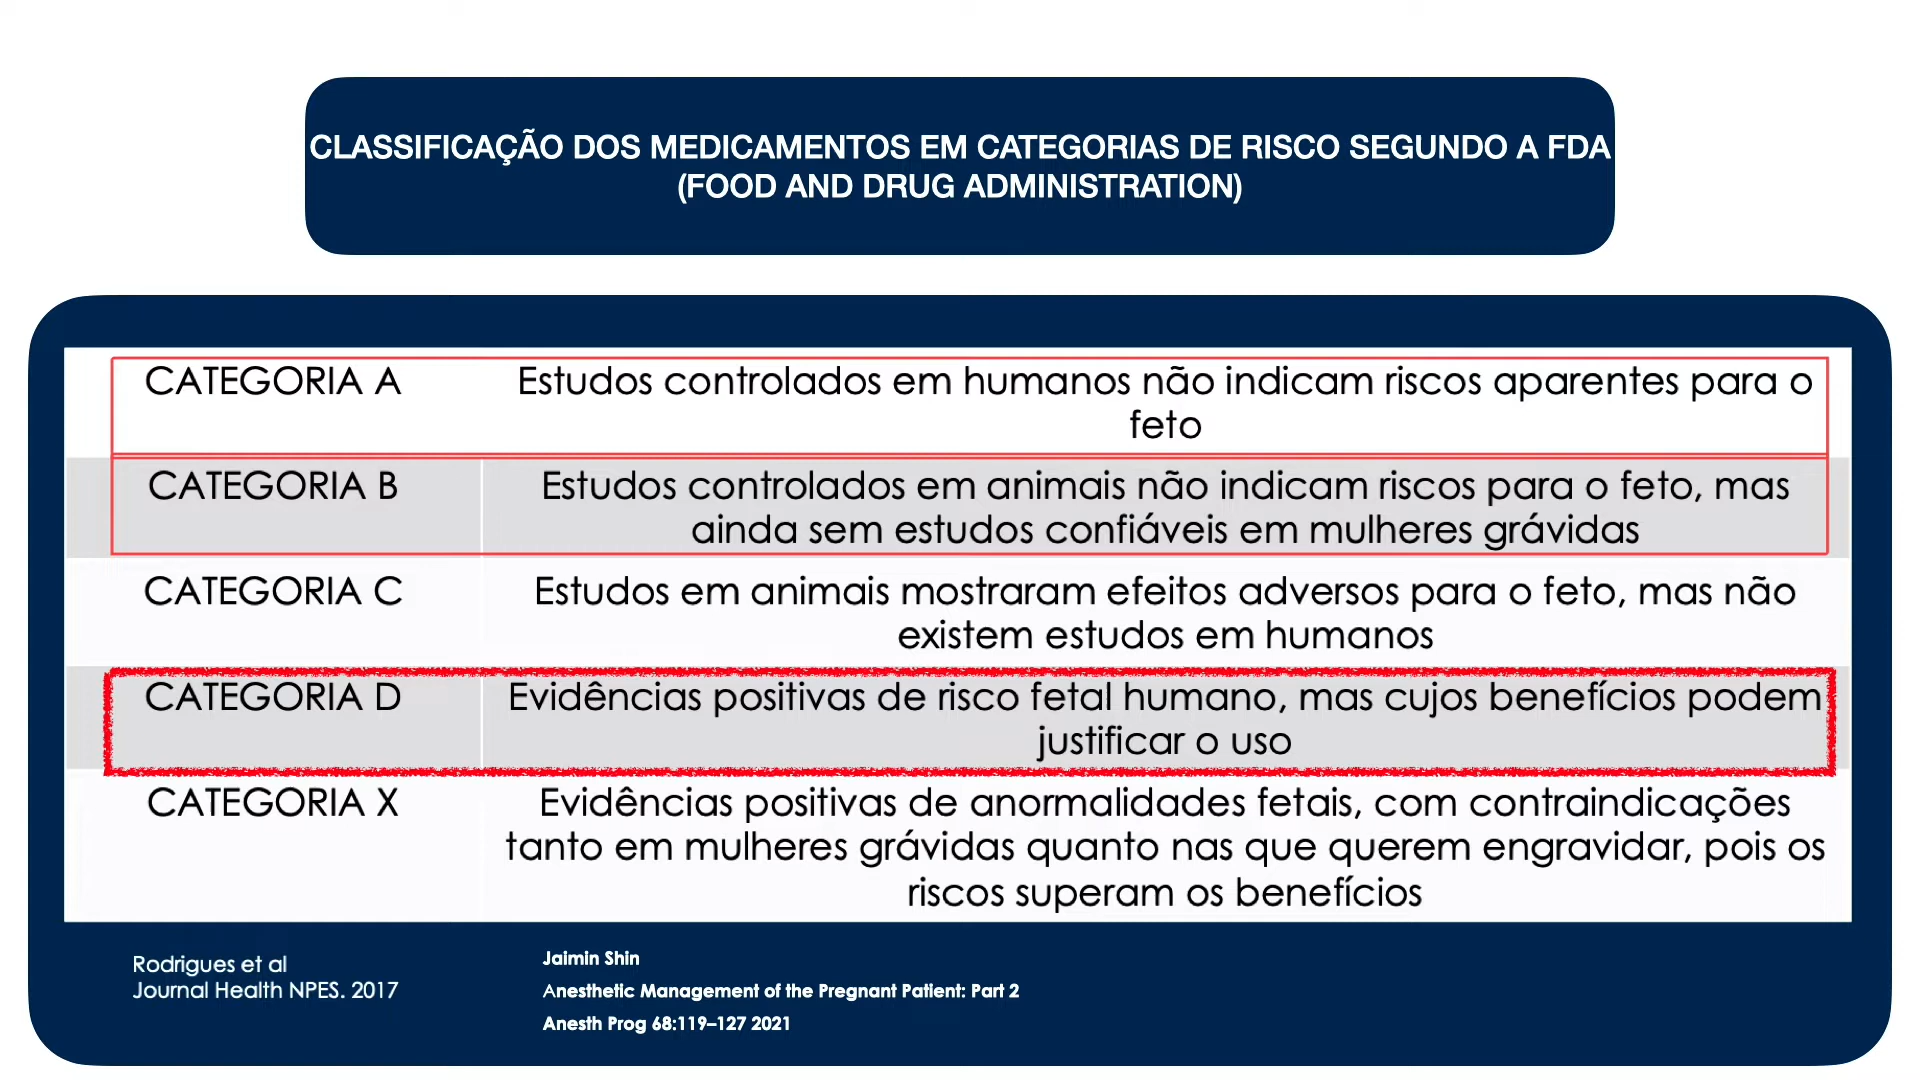 CLASSIFICAÇÃO DOS MEDICAMENTOS EM CATEGORIAS DE RISCO SEGUNDO A FDA
(FOOD AND DRUG ADMINISTRATION)
CATEGORIA A
Estudos controlados em humanos não indicam riscos aparentes para o
feto
CATEGORIA B
Estudos controlados em animais não indicam riscos para o feto, mas
ainda sem estudos confiáveis em mulheres grávidas
CATEGORIA C
Estudos em animais mostraram efeitos adversos para o feto, mas não
existem estudos em humanos
CATEGORIA D
Evidências positivas de risco fetal humano, mas cujos benefícios podem
justificar o uso
CATEGORIA X
Evidências positivas de anormalidades fetais, com contraindicações
tanto em mulheres grávidas quanto nas que querem engravidar, pois os
riscos superam os benefícios
Rodrigues et al
Journal Health NPES. 2017
Jaimin Shin
Anesthetic Management of the Pregnant Patient: Part 2
Anesth Prog 68:119–127 2021